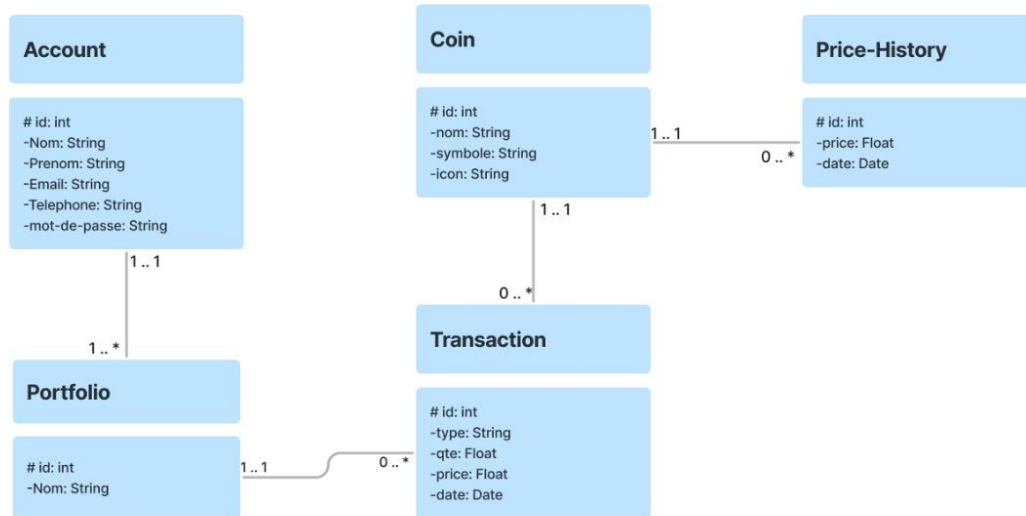 Account
# id: int
-Nom: String
-Prenom: String
-Email: String
-Telephone: String
-mot-de-passe: String
1 .. 1
1 .. *
Portfolio
# id: int
-Nom: String
1 .. 1
0 .. *
Coin
# id: int
-nom: String
-symbole: String
-icon: String
1 .. 1
0 .. *
1 .. 1
0 .. *
Transaction
# id: int
-type: String
-qte: Float
-price: Float
-date: Date
Price-History
# id: int
-price: Float
-date: Date